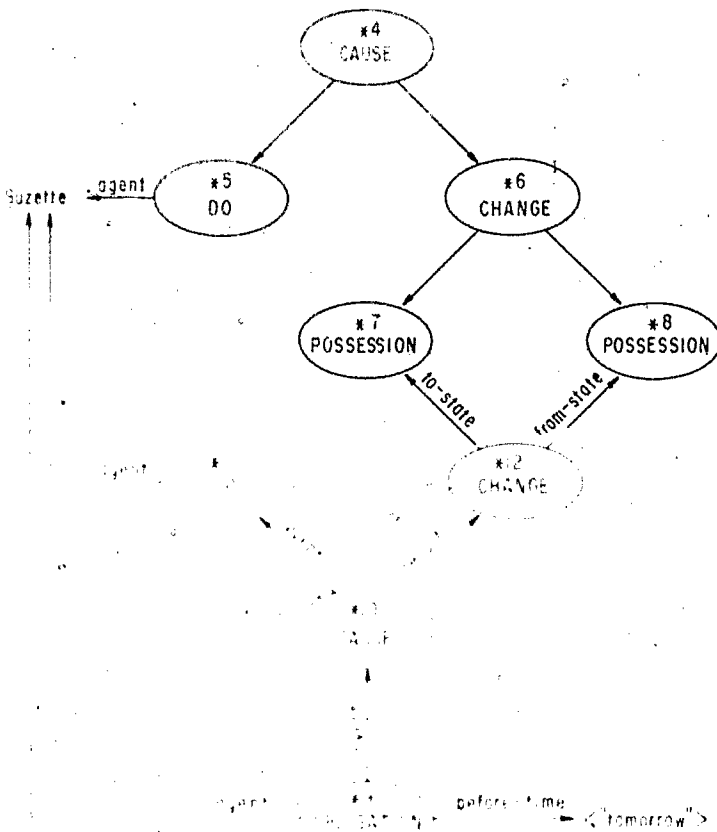 *4
CAUSE
Suzette
agent
*5
DO
*6
CHANGE
*7
POSSESSION
*8
POSSESSION
to-state
from-state
*12
CHANGE
agent
before-time
<"tomorrow">